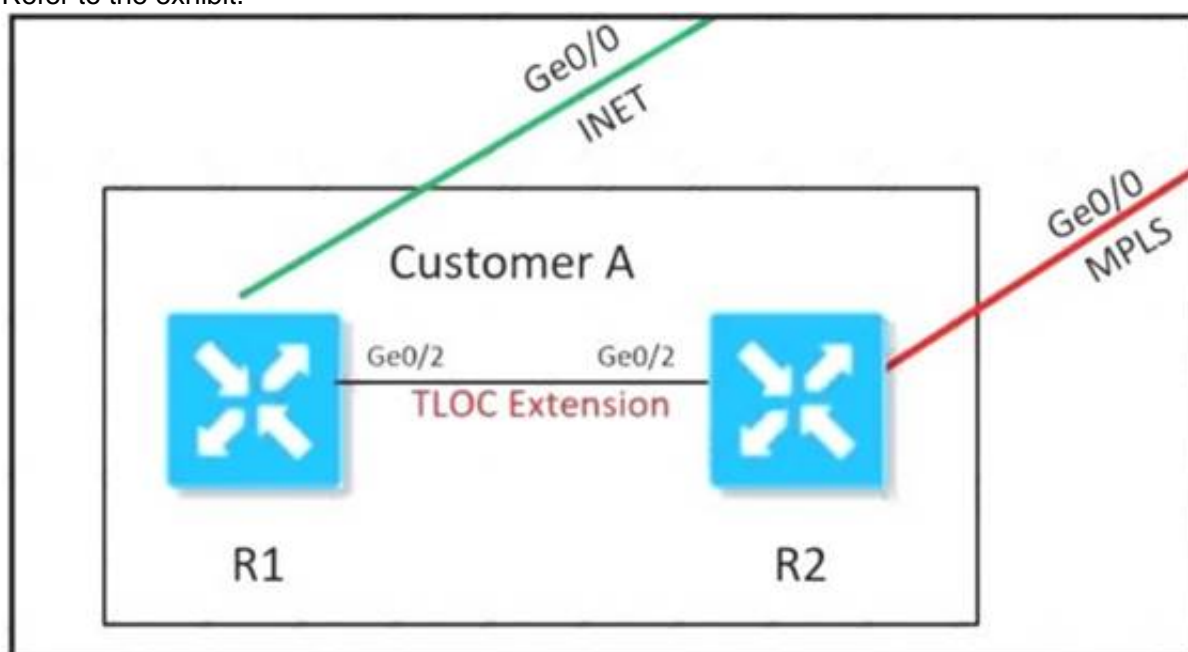 Refer to the exhibit.
Ge0/0
INET
Ge0/0
MPLS
Customer A
Ge0/2
Ge0/2
TLOC Extension
R1
R2